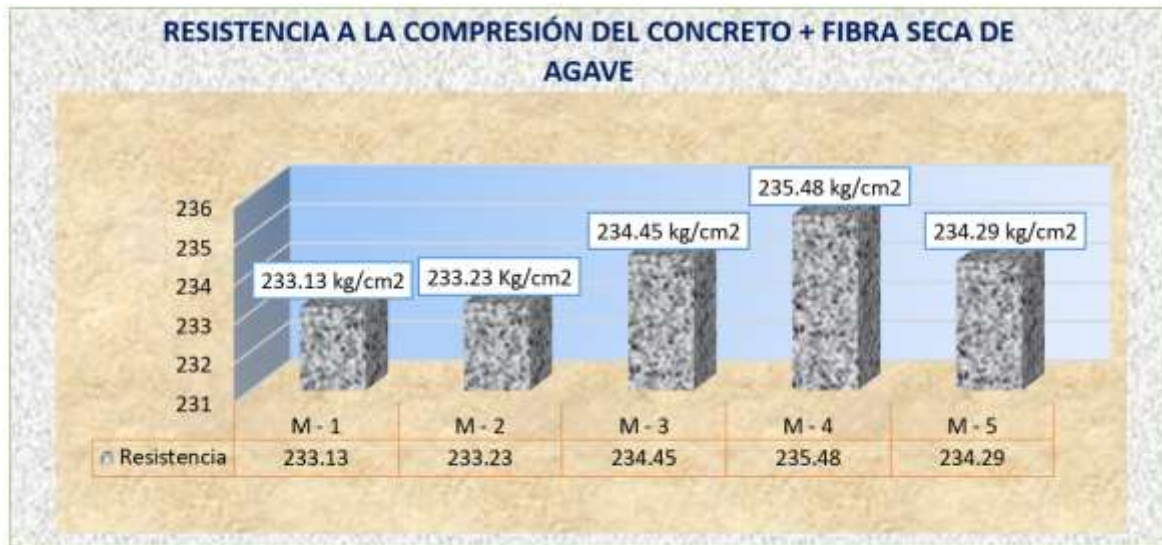 RESISTENCIA A LA COMPRESIÓN DEL CONCRETO + FIBRA SECA DE
AGAVE
235.48 kg/cm2
234.45 kg/cm2
234.29 kg/cm2
233.13 kg/cm2
233.23 Kg/cm2
236
235
234
233
232
231
M - 1 M - 2 M - 3 M - 4 M - 5
Resistencia 233.13 233.23 234.45 235.48 234.29